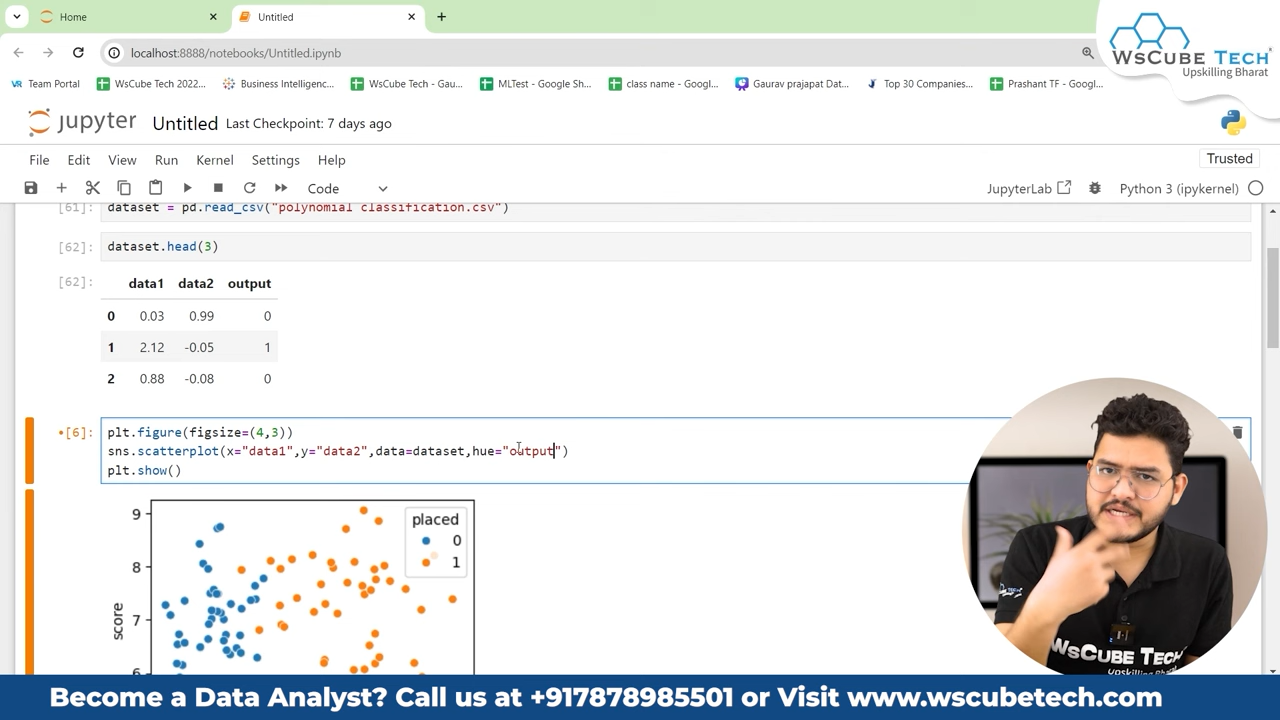 Home
Untitled
WsCube Tech
Upskilling Bharat
localhost:8888/notebooks/Untitled.ipynb
VR Team Portal
WsCube Tech 2022...
Business Intelligenc...
WsCube Tech - Gau...
MLTest - Google Sh...
class name - Googl...
Gaurav prajapat Dat...
Top 30 Companies...
Prashant TF - Goog...
jupyter Untitled Last Checkpoint: 7 days ago
File Edit View Run Kernel Settings Help
Trusted
Code
JupyterLab
Python 3 (ipykernel)
[61]: dataset = pd.read_csv("polynomial classification.csv")
[62]: dataset.head(3)
[62]: data1 data2 output
0 0.03 0.99 0
1 2.12 -0.05 1
2 0.88 -0.08 0
[6]: plt.figure(figsize=(4,3))
sns.scatterplot(x="data1",y="data2",data=dataset,hue="output")
plt.show()
9
8
7
6
score
placed
0
1
WsCube Tech
Become a Data Analyst? Call us at +917878985501 or Visit www.wscubetech.com